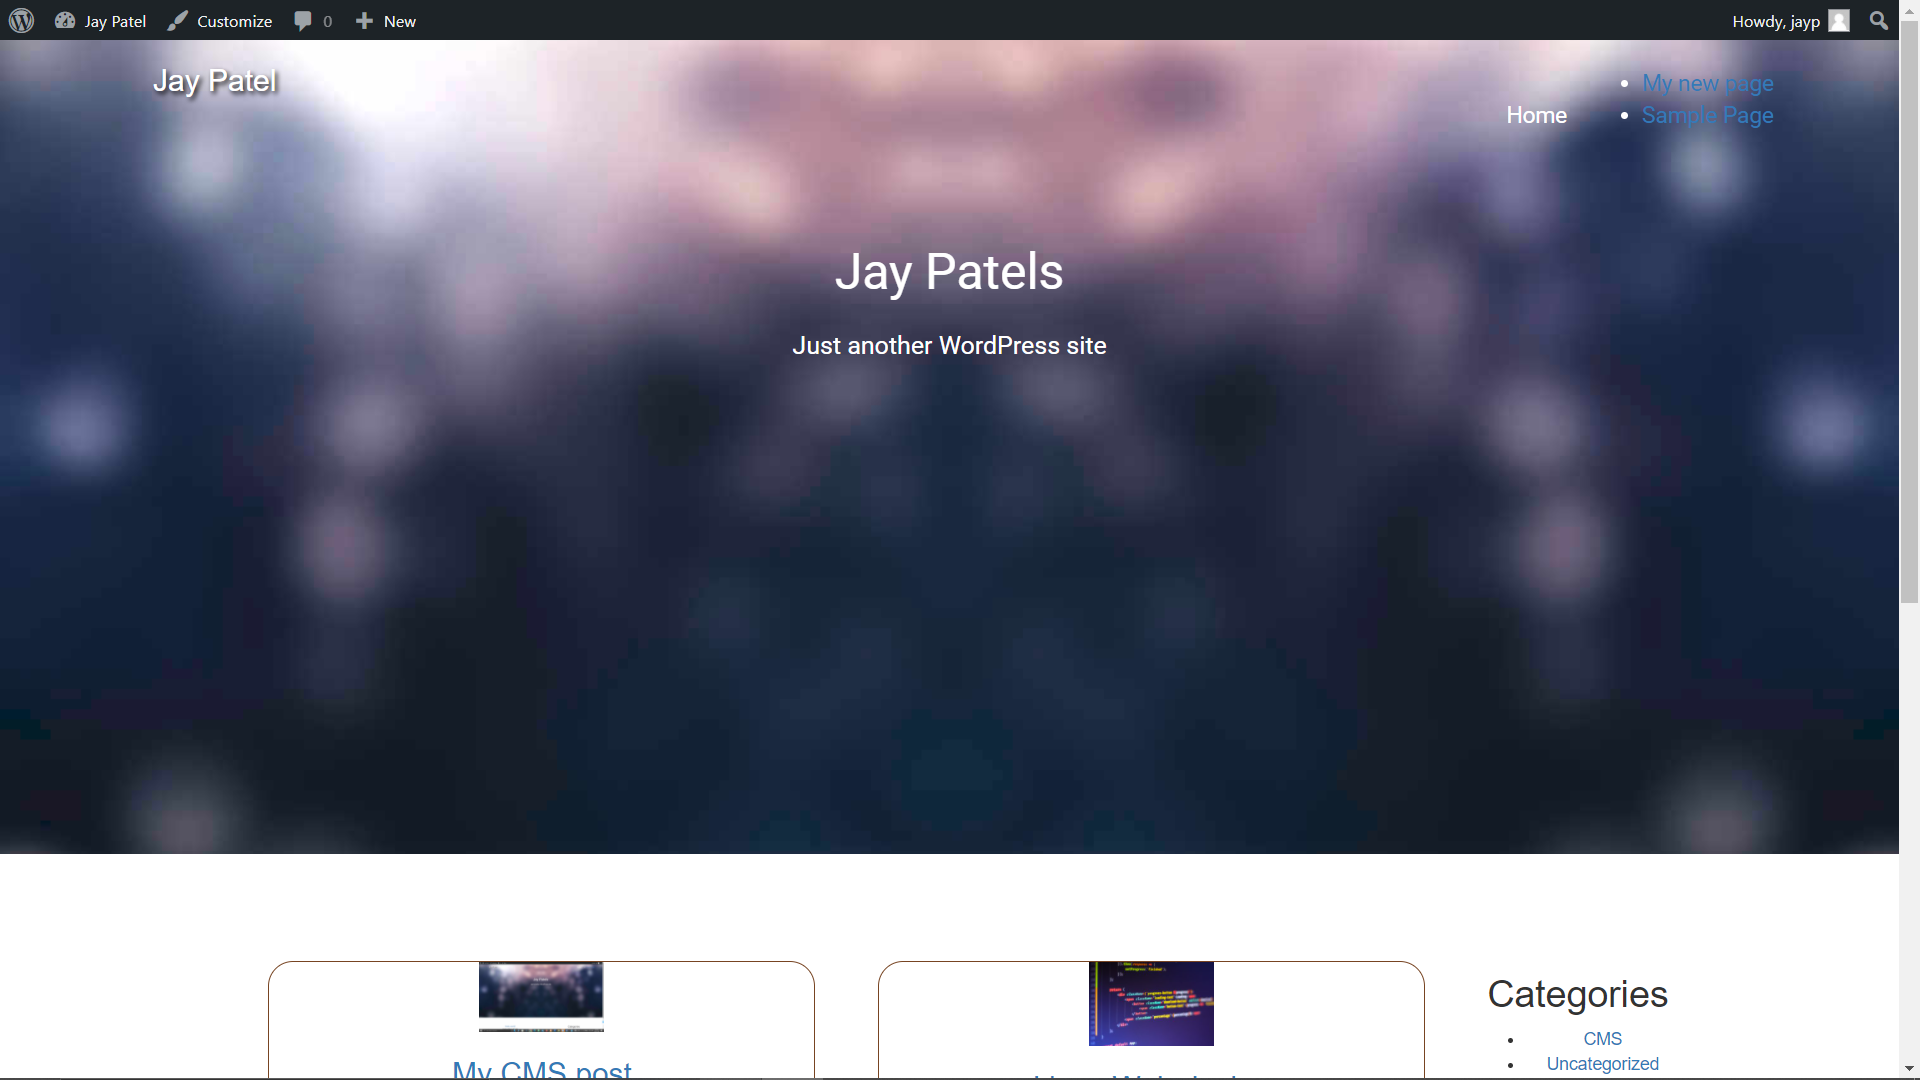 Jay Patel Customize 0 New Howdy, jayp
Jay Patel
My new page
Home Sample Page
Jay Patels
Just another WordPress site
Categories
CMS
Uncategorized
My CMS post